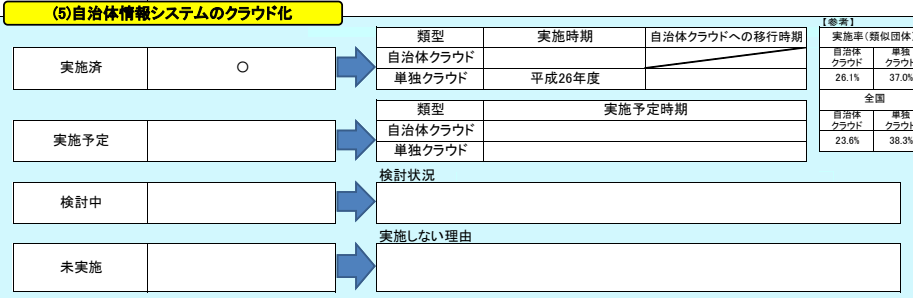 (5)自治体情報システムのクラウド化
【参考】
類型 実施時期 自治体クラウドへの移行時期
実施率(類似団体)
実施済 ○
自治体クラウド
単独クラウド 平成26年度
自治体クラウド 単独クラウド
26.1% 37.0%
全国
自治体クラウド 単独クラウド
23.6% 38.3%
類型 実施予定時期
実施予定
自治体クラウド
単独クラウド
検討状況
検討中
実施しない理由
未実施